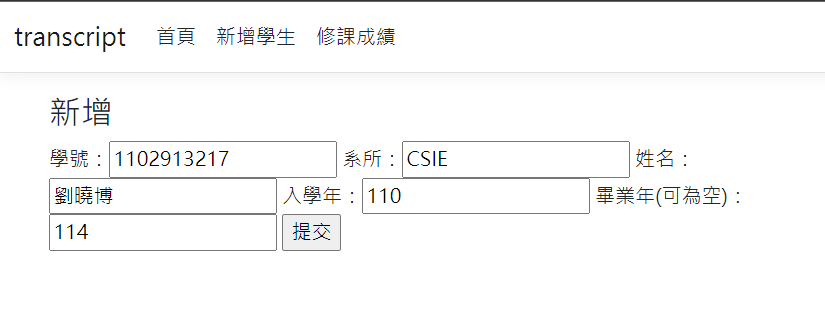 transcript 首頁 新增學生 修課成績
新增
學號：1102913217 系所：CSIE 姓名：
劉曉博 入學年：110 畢業年(可為空)：
114 提交